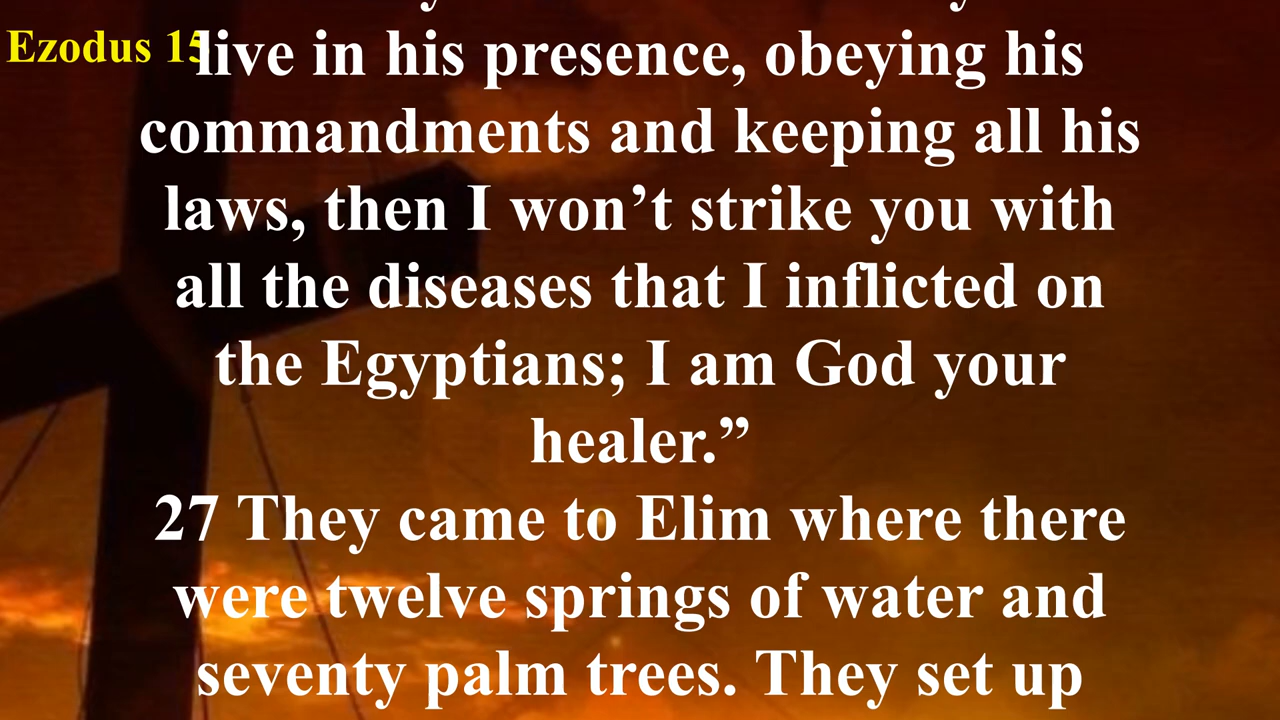 Ezodus 15
live in his presence, obeying his
commandments and keeping all his
laws, then I won’t strike you with
all the diseases that I inflicted on
the Egyptians; I am God your
healer.”
27 They came to Elim where there
were twelve springs of water and
seventy palm trees. They set up